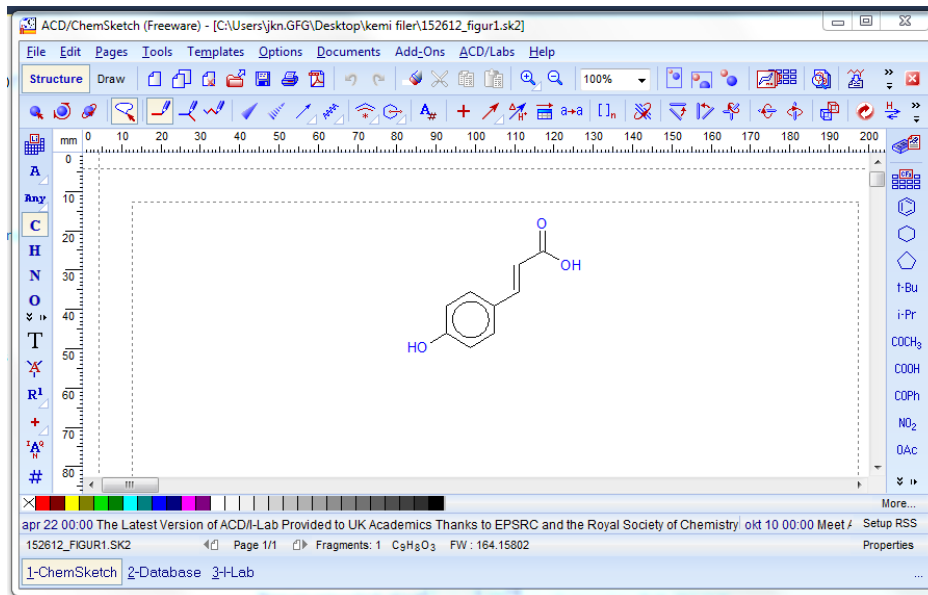 ACD/ChemSketch (Freeware) - [C:\Users\jkn.GFG\Desktop\kemi filer\152612_figur1.sk2]
File Edit Pages Tools Templates Options Documents Add-Ons ACD/Labs Help
Structure Draw 100%
mm 0 10 20 30 40 50 60 70 80 90 100 110 120 130 140 150 160 170 180 190 200
0
10
20
30
40
50
60
70
80
A
Any
C
H
N
O
T
R1
#
O
OH
HO
t-Bu
i-Pr
COCH3
COOH
COPh
NO2
OAc
More...
apr 22 00:00 The Latest Version of ACD/I-Lab Provided to UK Academics Thanks to EPSRC and the Royal Society of Chemistry okt 10 00:00 Meet Setup RSS
152612_FIGUR1.SK2 Page 1/1 Fragments: 1 C9H8O3 FW : 164.15802 Properties
1-ChemSketch 2-Database 3-I-Lab ...